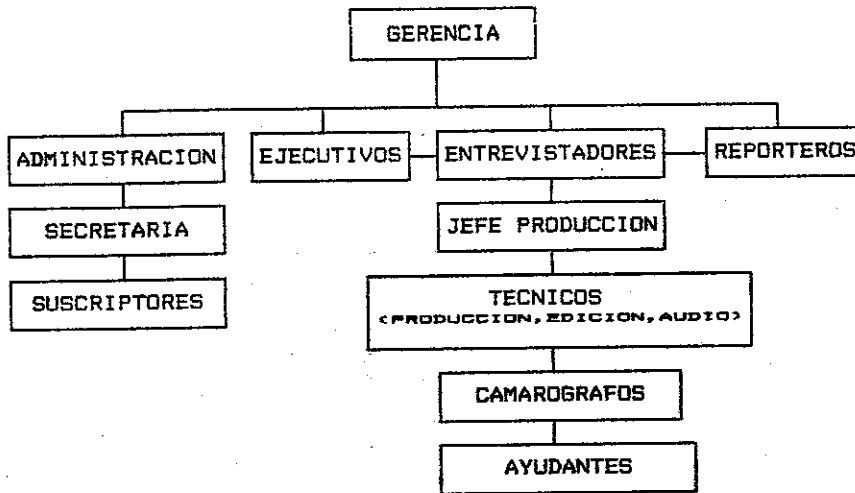 GERENCIA
ADMINISTRACION
EJECUTIVOS
ENTREVISTADORES
REPORTEROS
SECRETARIA
JEFE PRODUCCION
SUSCRIPTORES
TECNICOS
<PRODUCCION, EDICION, AUDIO>
CAMAROGRAFOS
AYUDANTES